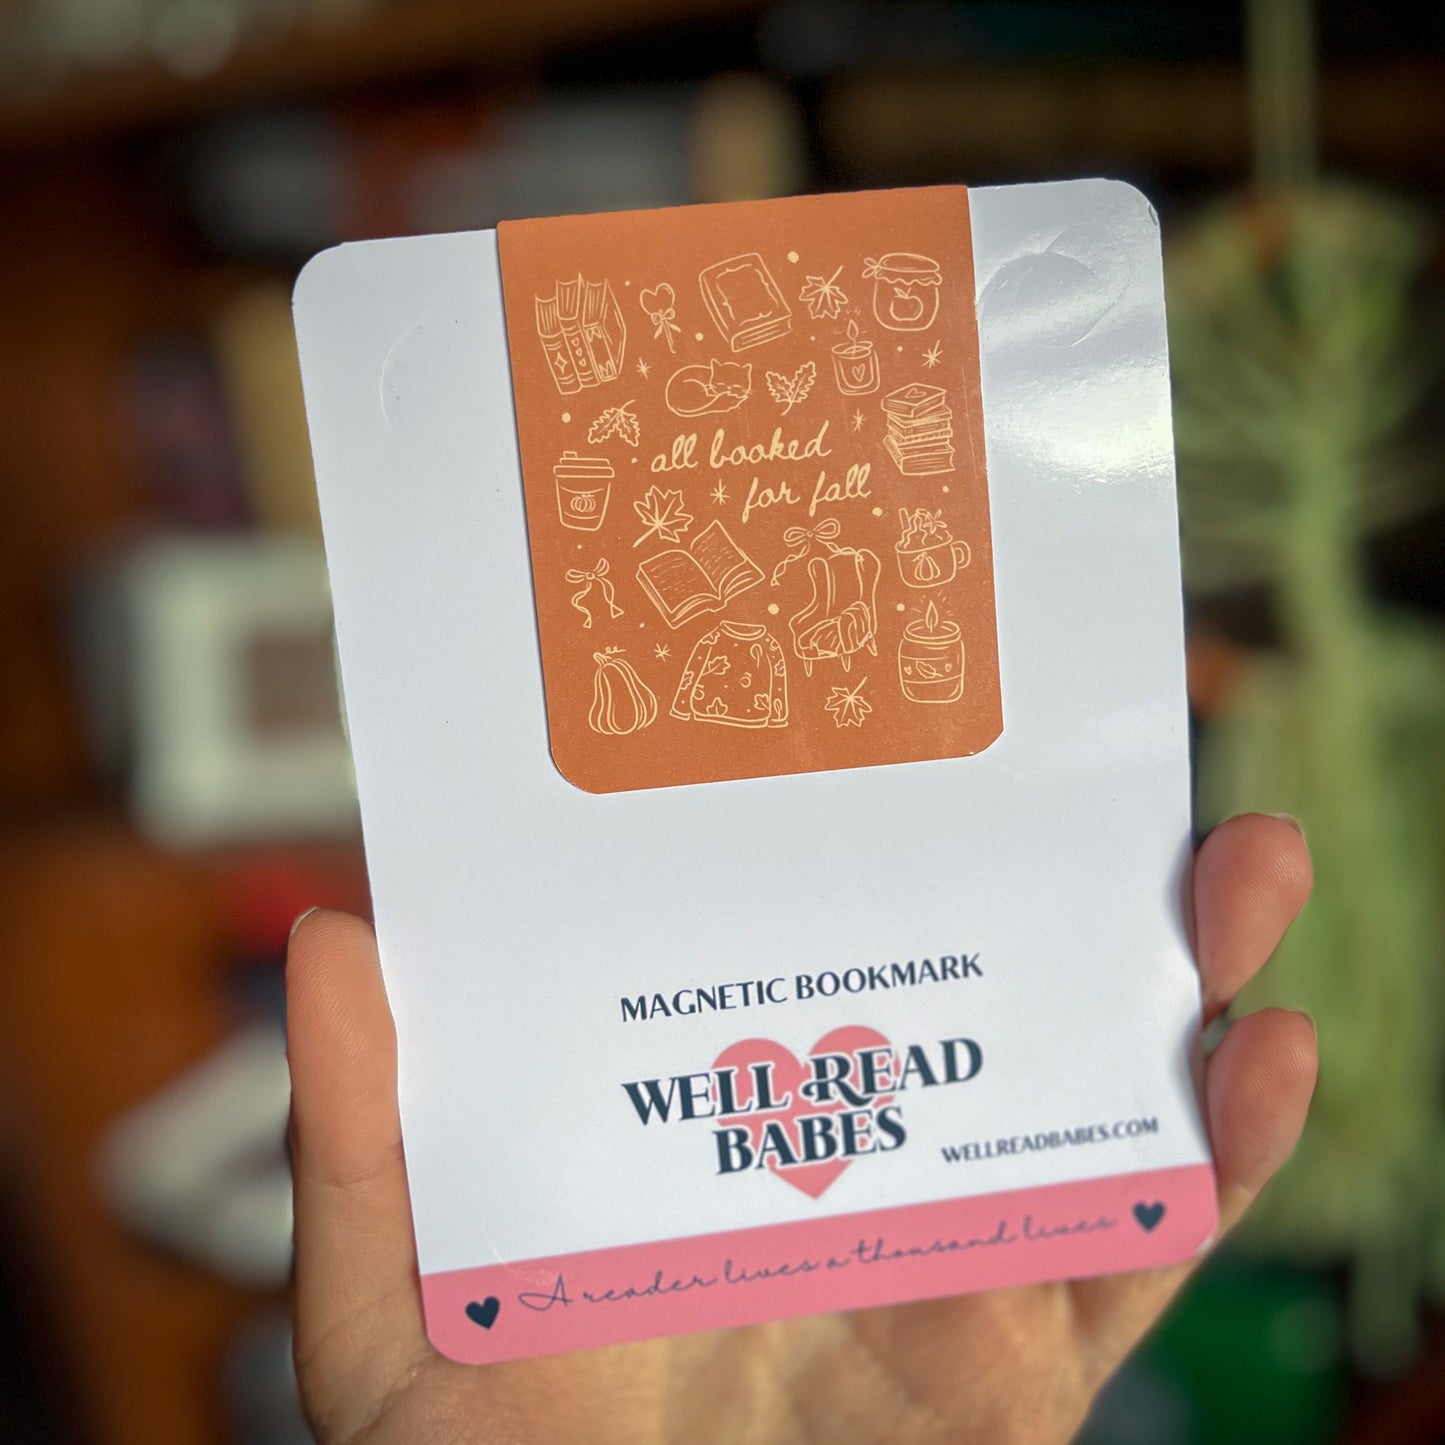 all booked
for fall
MAGNETIC BOOKMARK
WELL READ
BABES
WELLREADBABES.COM
A reader lives a thousand lives